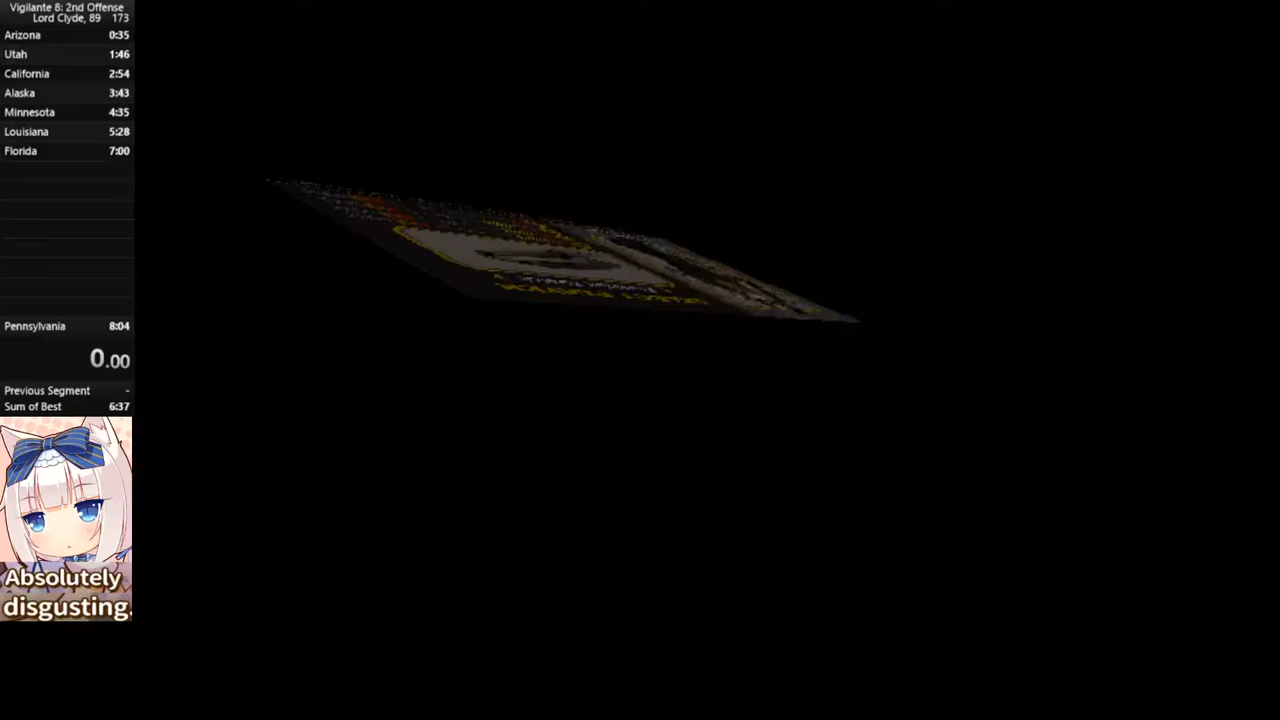 Vigilante 8: 2nd Offense
Lord Clyde, 89 173
Arizona 0:35
Utah 1:46
California 2:54
Alaska 3:43
Minnesota 4:35
Louisiana 5:28
Florida 7:00
Pennsylvania 8:04
0.00
Previous Segment -
Sum of Best 6:37
Absolutely
disgusting.